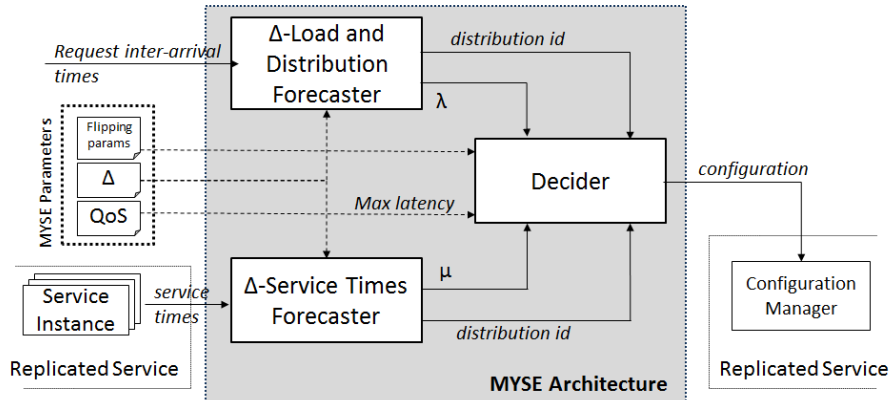 Request inter-arrival
times
Δ-Load and
Distribution
Forecaster
distribution id
λ
MYSE Parameters
Flipping
params
Δ
QoS
Max latency
Decider
configuration
Service
Instance
service
times
Replicated Service
Δ-Service Times
Forecaster
μ
distribution id
MYSE Architecture
Configuration
Manager
Replicated Service